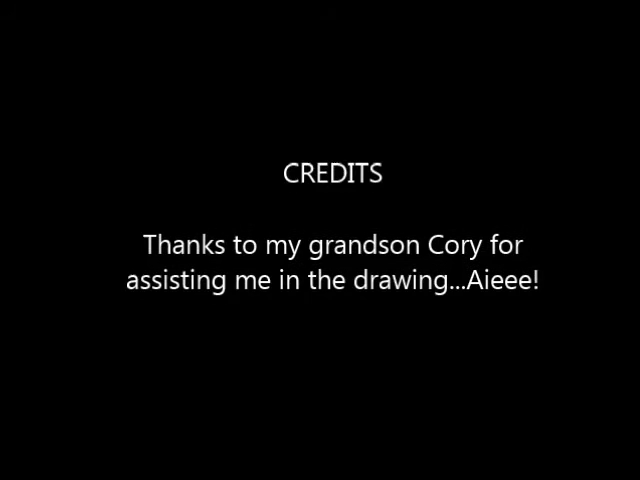 CREDITS
Thanks to my grandson Cory for
assisting me in the drawing...Aieee!